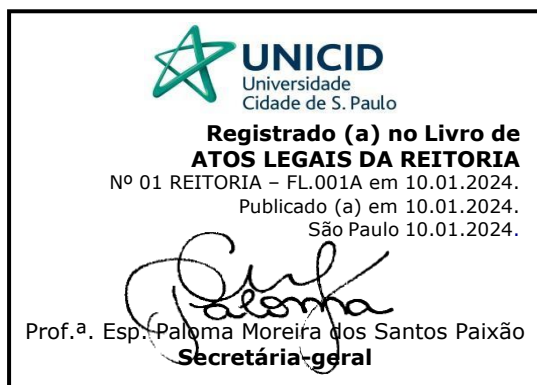 UNICID
Universidade
Cidade de S. Paulo
Registrado (a) no Livro de
ATOS LEGAIS DA REITORIA
Nº 01 REITORIA – FL.001A em 10.01.2024.
Publicado (a) em 10.01.2024.
São Paulo 10.01.2024.
Paloma
Prof.ª. Esp. Paloma Moreira dos Santos Paixão
Secretária-geral